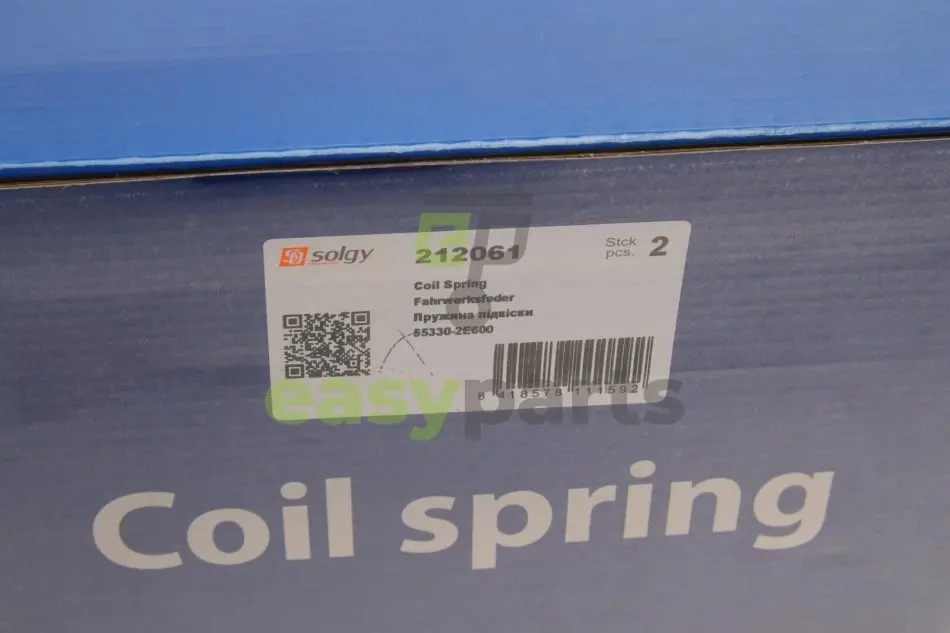 solgy
212061
Stck
pcs. 2
Coil Spring
Fahrwerksfeder
Пружина підвіски
55330-2E600
8 418578 111592
easyparts
Coil spring